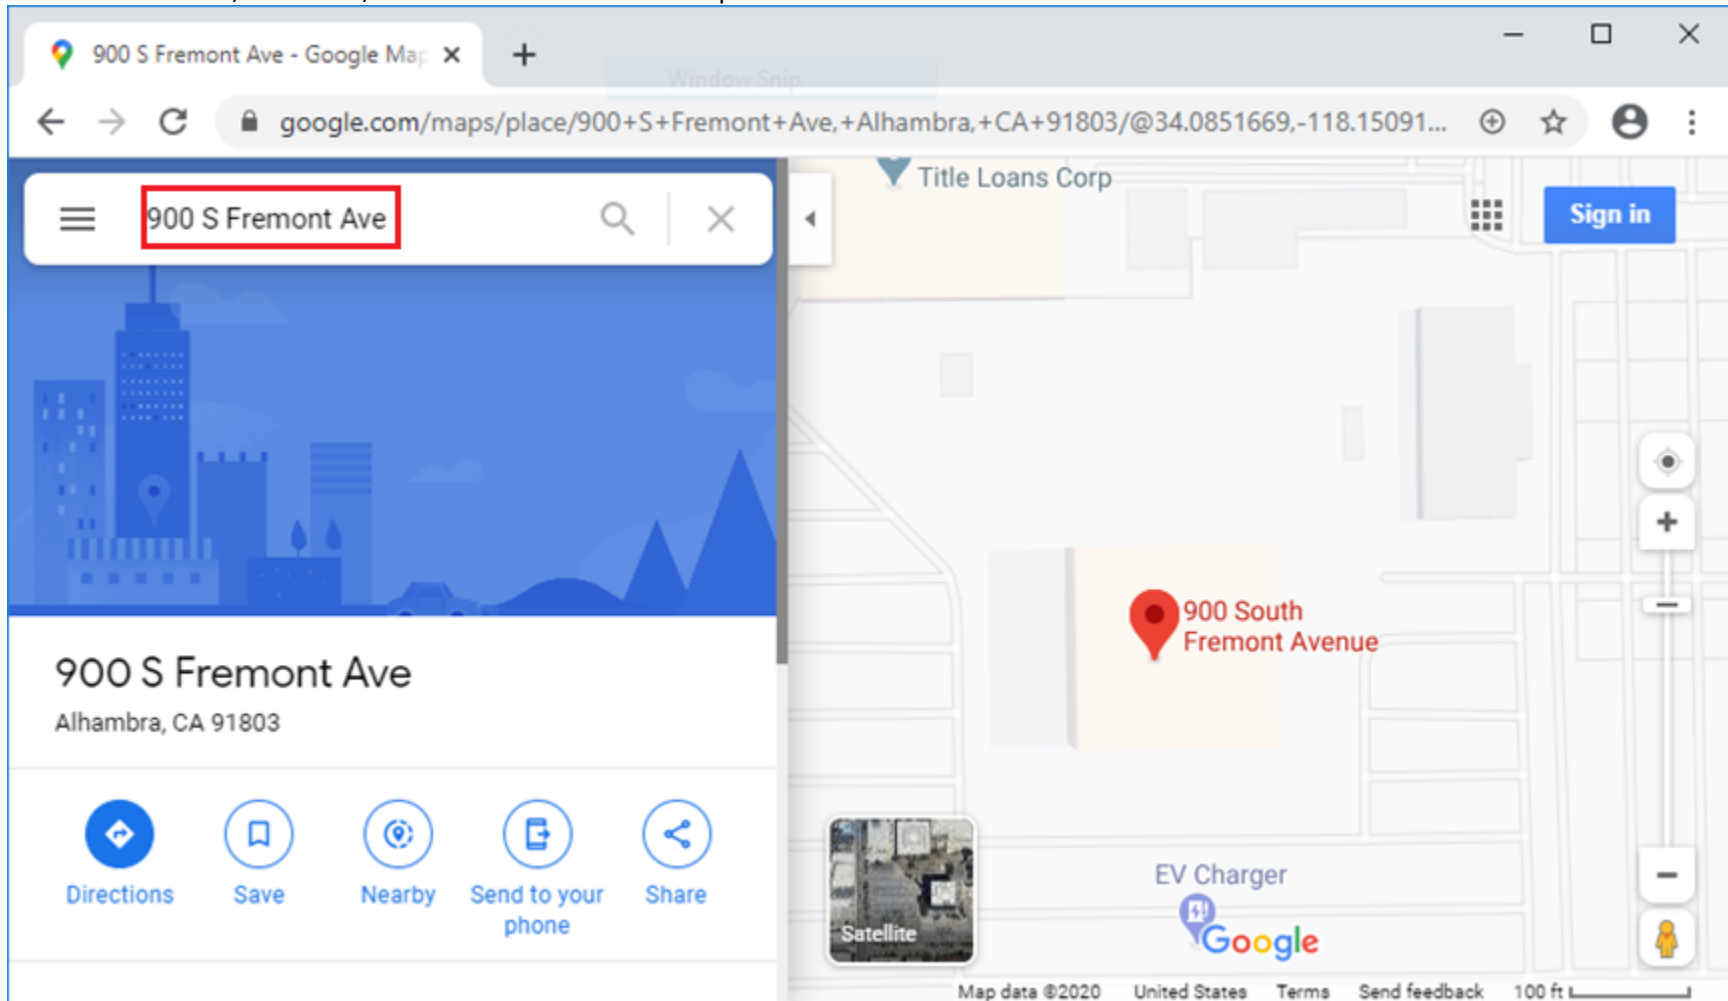 900 S Fremont Ave - Google Map
Window Snip
google.com/maps/place/900+S+Fremont+Ave,+Alhambra,+CA+91803/@34.0851669,-118.15091...
900 S Fremont Ave
Title Loans Corp
Sign in
900 South
Fremont Avenue
900 S Fremont Ave
Alhambra, CA 91803
Directions
Save
Nearby
Send to your
phone
Share
Satellite
EV Charger
Google
Map data ©2020 United States Terms Send feedback 100 ft